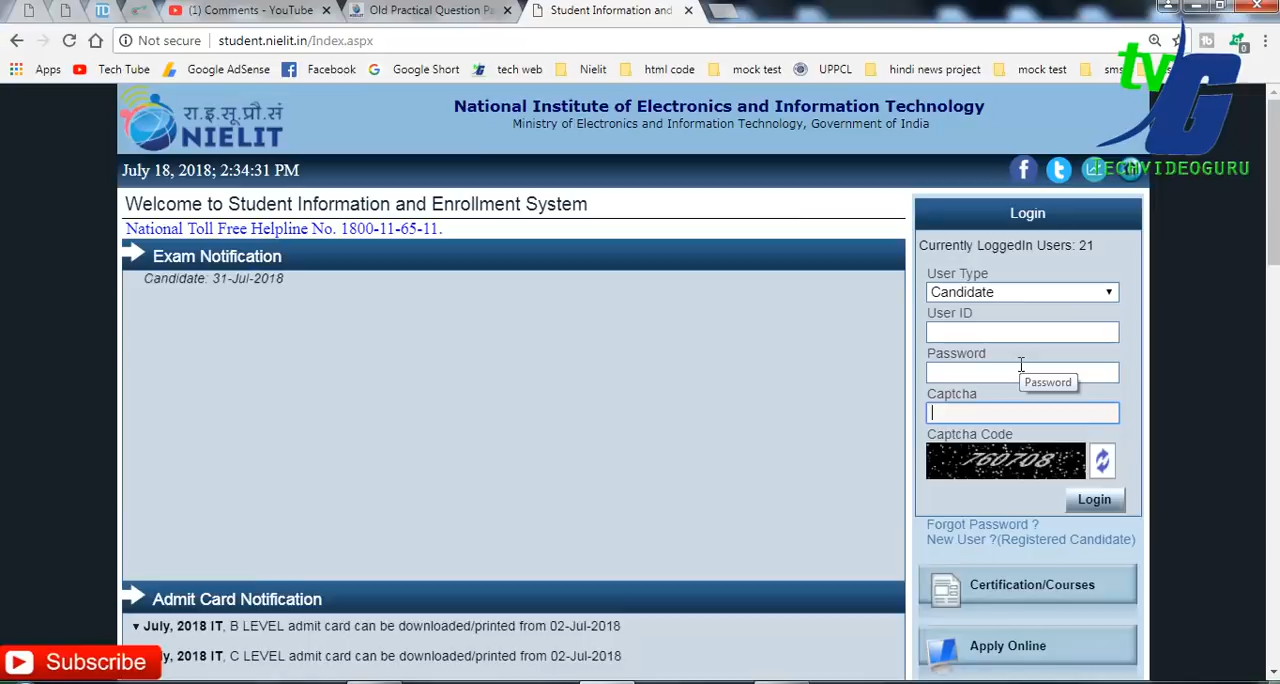 (1) Comments - YouTube
Old Practical Question Pa
Student Information and
Not secure
student.nielit.in/Index.aspx
Apps
Tech Tube
Google AdSense
Facebook
Google Short
tech web
Nielit
html code
mock test
UPPCL
hindi news project
mock test
sms
tv
G
TECHVIDEOGURU
रा.इ.सू.प्रौ.सं
NIELIT
National Institute of Electronics and Information Technology
Ministry of Electronics and Information Technology, Government of India
July 18, 2018; 2:34:31 PM
Welcome to Student Information and Enrollment System
National Toll Free Helpline No. 1800-11-65-11.
Exam Notification
Candidate: 31-Jul-2018
Admit Card Notification
July, 2018 IT, B LEVEL admit card can be downloaded/printed from 02-Jul-2018
ly, 2018 IT, C LEVEL admit card can be downloaded/printed from 02-Jul-2018
Subscribe
Login
Currently LoggedIn Users: 21
User Type
Candidate
User ID
Password
Password
Captcha
Captcha Code
760708
Login
Forgot Password ?
New User ?(Registered Candidate)
Certification/Courses
Apply Online